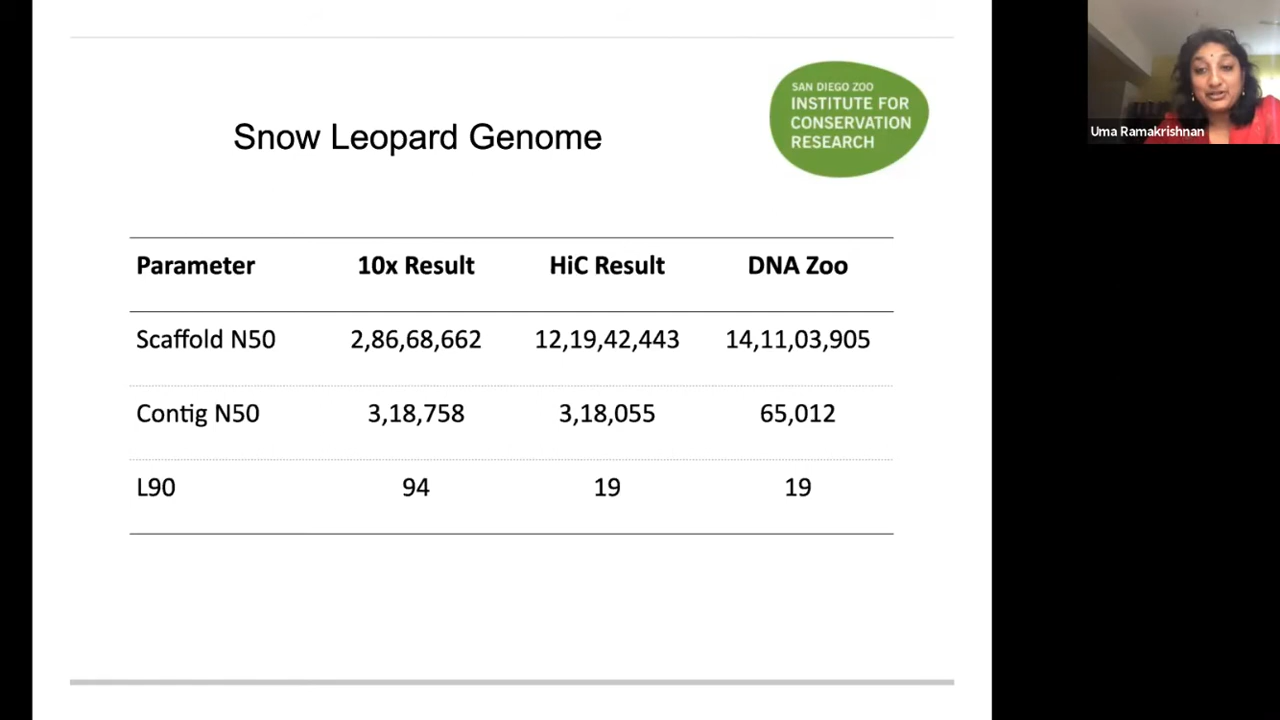 SAN DIEGO ZOO
INSTITUTE FOR
CONSERVATION
RESEARCH
Snow Leopard Genome
Parameter 10x Result HiC Result DNA Zoo
Scaffold N50 2,86,68,662 12,19,42,443 14,11,03,905
Contig N50 3,18,758 3,18,055 65,012
L90 94 19 19
Uma Ramakrishnan